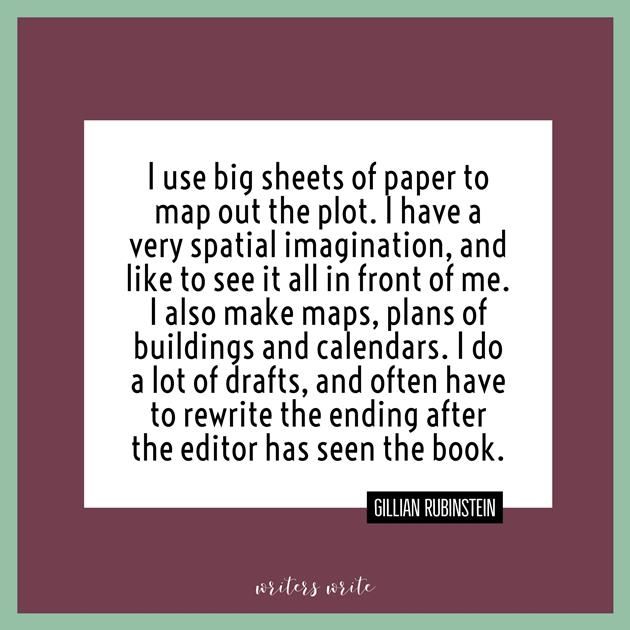 I use big sheets of paper to
map out the plot. I have a
very spatial imagination, and
like to see it all in front of me.
I also make maps, plans of
buildings and calendars. I do
a lot of drafts, and often have
to rewrite the ending after
the editor has seen the book.
GILLIAN RUBINSTEIN
writers write